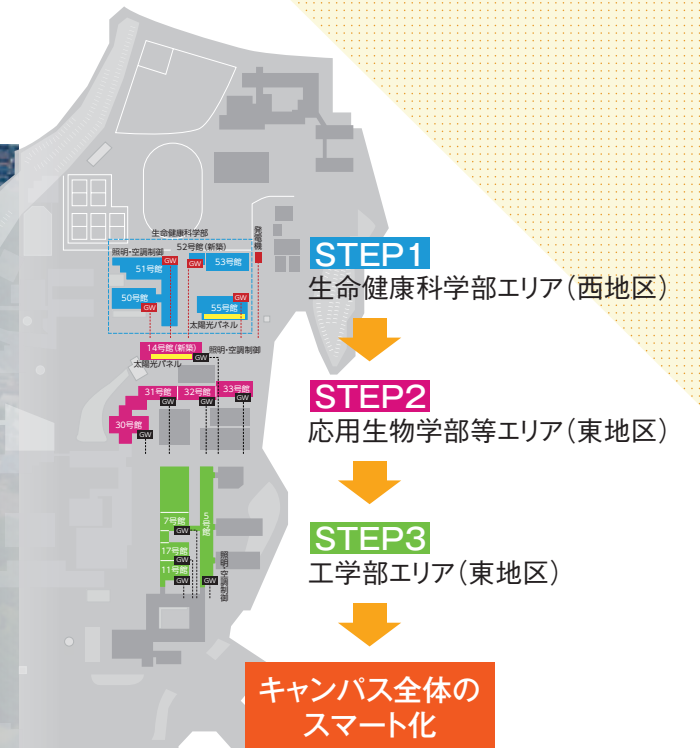 生命健康科学部
52号館(新築)
照明・空調制御
GW
GW
53号館
発電機
51号館
50号館
GW
GW
55号館
太陽光パネル
14号館(新築)
GW
照明・空調制御
太陽光パネル
31号館
32号館
33号館
GW
GW
GW
30号館
GW
7号館
5号館
GW
17号館
GW
11号館
GW
GW
照明・空調制御
STEP1
生命健康科学部エリア(西地区)
STEP2
応用生物学部等エリア(東地区)
STEP3
工学部エリア(東地区)
キャンパス全体の
スマート化